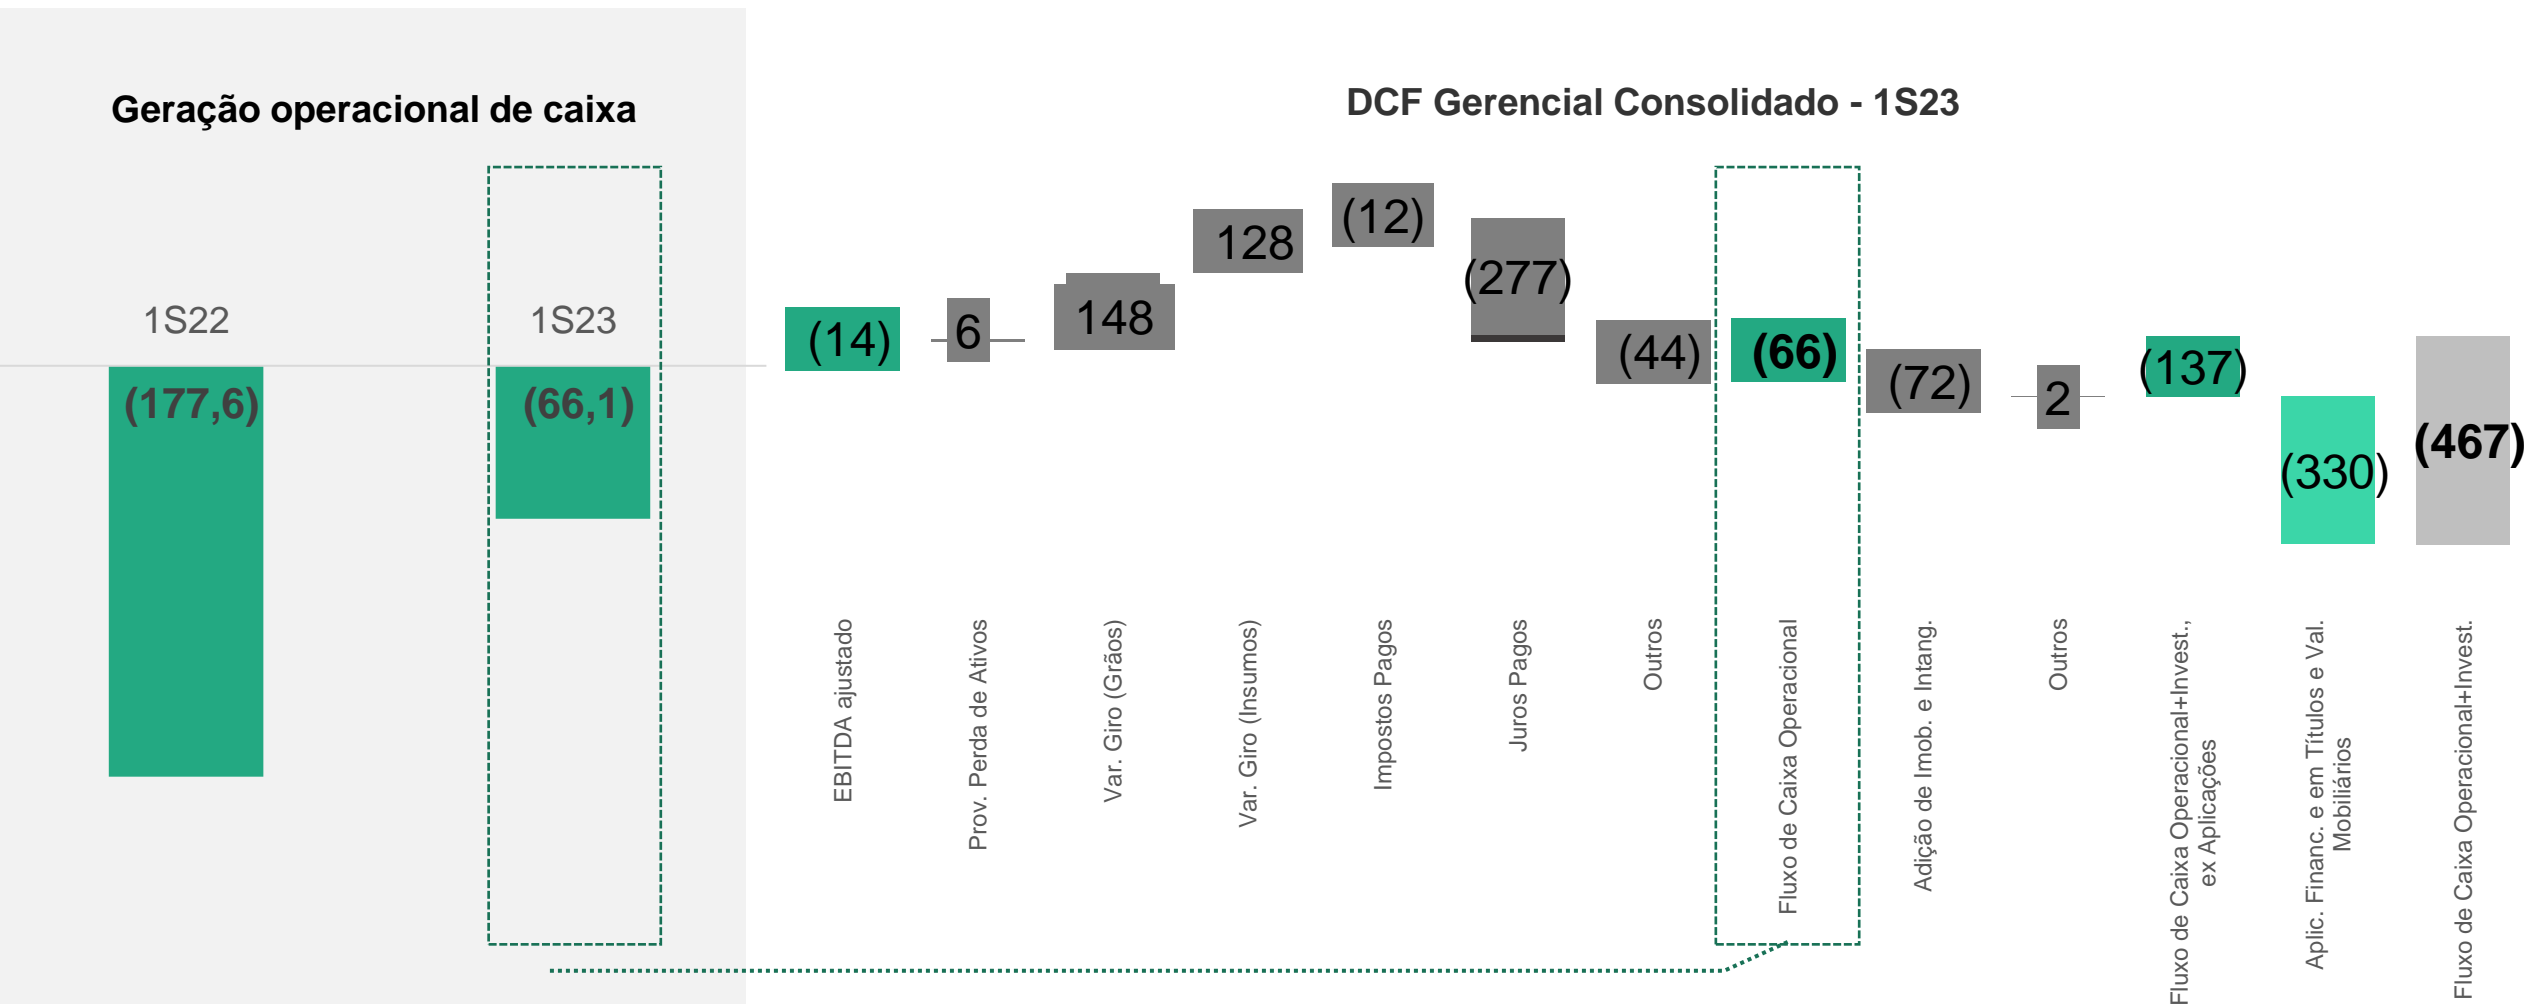 Geração operacional de caixa
1S22
1S23
(177,6)
(66,1)
DCF Gerencial Consolidado - 1S23
(14)
6
148
128
(12)
(277)
(44)
(66)
(72)
2
(137)
(330)
(467)
EBITDA ajustado
Prov. Perda de Ativos
Var. Giro (Grãos)
Var. Giro (Insumos)
Impostos Pagos
Juros Pagos
Outros
Fluxo de Caixa Operacional
Adição de Imob. e Intang.
Outros
Fluxo de Caixa Operacional+Invest.,
ex Aplicações
Aplic. Financ. e em Títulos e Val.
Mobiliários
Fluxo de Caixa Operacional+Invest.